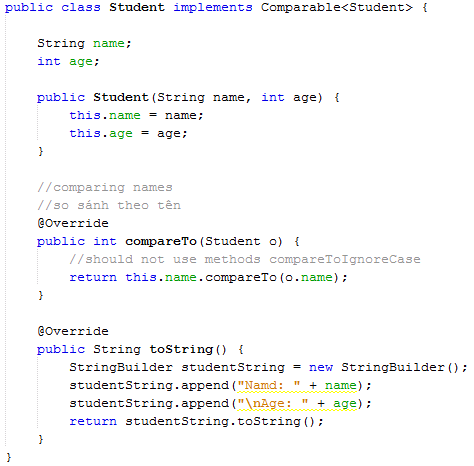 public class Student implements Comparable<Student> {
String name;
int age;
public Student(String name, int age) {
this.name = name;
this.age = age;
}
//comparing names
//so sánh theo tên
@Override
public int compareTo(Student o) {
//should not use methods compareToIgnoreCase
return this.name.compareTo(o.name);
}
@Override
public String toString() {
StringBuilder studentString = new StringBuilder();
studentString.append("Namd: " + name);
studentString.append("\nAge: " + age);
return studentString.toString();
}
}